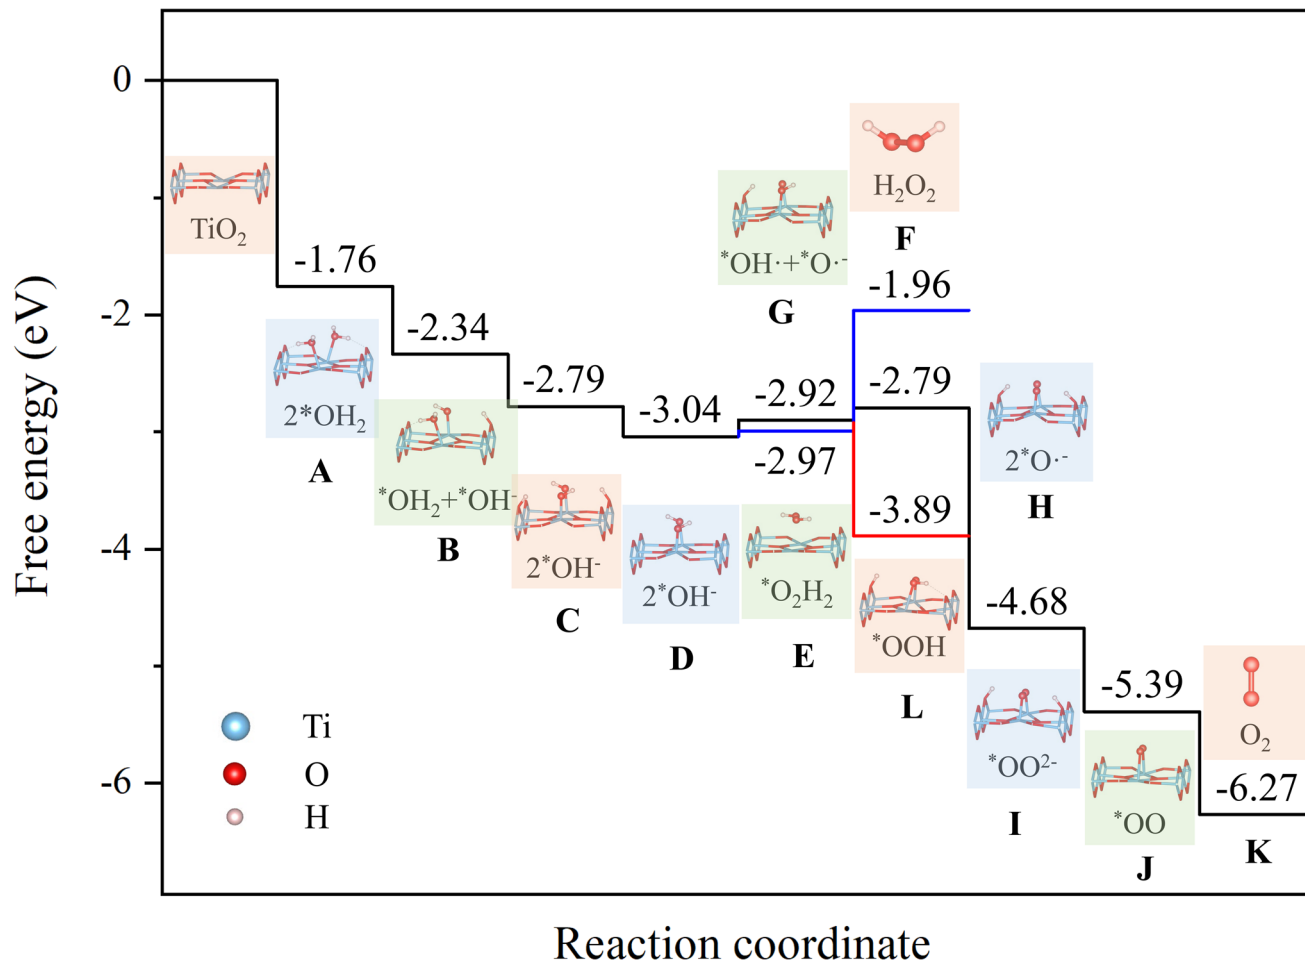 Free energy (eV)
0
-2
-4
-6
TiO₂
-1.76
2*OH₂
A
-2.34
*OH₂+*OH⁻
B
-2.79
2*OH⁻
C
-3.04
2*OH⁻
D
-2.92
-2.97
*O₂H₂
E
*OH·+*O·⁻
G
H₂O₂
F
-1.96
-2.79
-3.89
*OOH
L
2*O·⁻
H
-4.68
*OO²⁻
I
-5.39
*OO
J
O₂
-6.27
K
Ti
O
H
Reaction coordinate